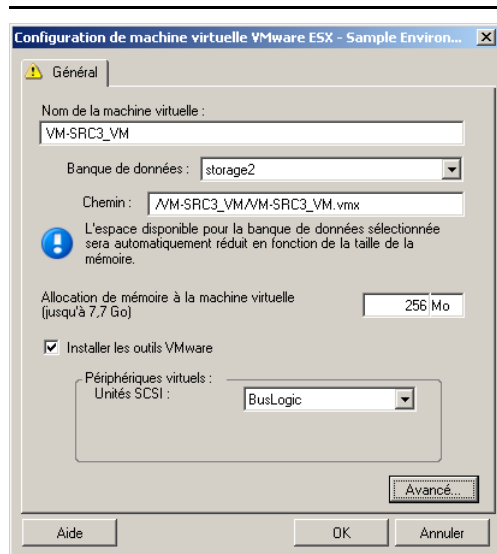 Configuration de machine virtuelle VMware ESX - Sample Environ...
Général
Nom de la machine virtuelle :
VM-SRC3_VM
Banque de données : storage2
Chemin : /VM-SRC3_VM/VM-SRC3_VM.vmx
L'espace disponible pour la banque de données sélectionnée
sera automatiquement réduit en fonction de la taille de la
mémoire.
Allocation de mémoire à la machine virtuelle
(jusqu'à 7,7 Go)
256 Mo
Installer les outils VMware
Périphériques virtuels :
Unités SCSI : BusLogic
Avancé...
Aide OK Annuler